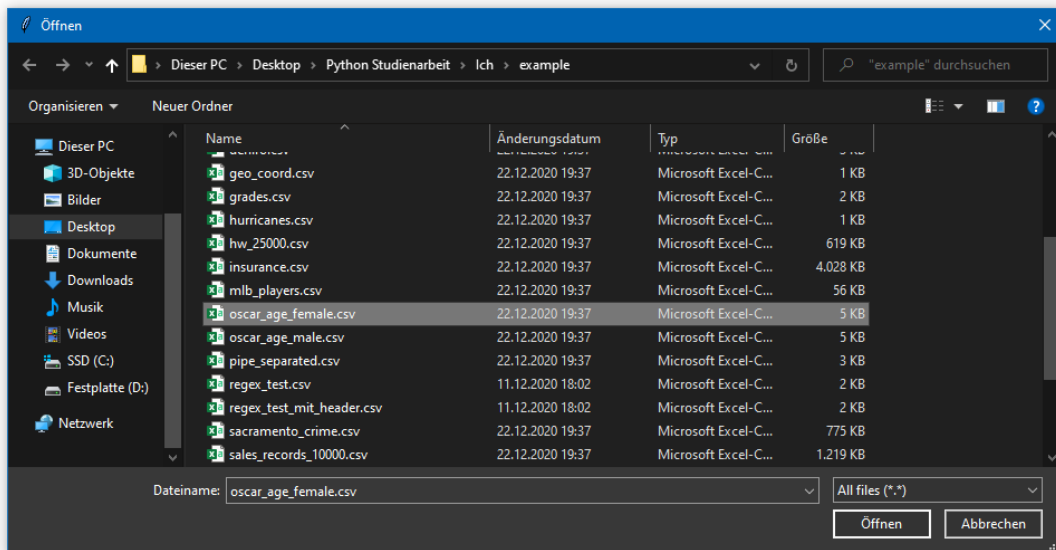 Öffnen
Dieser PC > Desktop > Python Studienarbeit > Ich > example
"example" durchsuchen
Organisieren Neuer Ordner
Dieser PC
3D-Objekte
Bilder
Desktop
Dokumente
Downloads
Musik
Videos
SSD (C:)
Festplatte (D:)
Netzwerk
Name Änderungsdatum Typ Größe
geo_coord.csv 22.12.2020 19:37 Microsoft Excel-C... 1 KB
grades.csv 22.12.2020 19:37 Microsoft Excel-C... 2 KB
hurricanes.csv 22.12.2020 19:37 Microsoft Excel-C... 1 KB
hw_25000.csv 22.12.2020 19:37 Microsoft Excel-C... 619 KB
insurance.csv 22.12.2020 19:37 Microsoft Excel-C... 4.028 KB
mlb_players.csv 22.12.2020 19:37 Microsoft Excel-C... 56 KB
oscar_age_female.csv 22.12.2020 19:37 Microsoft Excel-C... 5 KB
oscar_age_male.csv 22.12.2020 19:37 Microsoft Excel-C... 5 KB
pipe_separated.csv 22.12.2020 19:37 Microsoft Excel-C... 3 KB
regex_test.csv 11.12.2020 18:02 Microsoft Excel-C... 2 KB
regex_test_mit_header.csv 11.12.2020 18:02 Microsoft Excel-C... 2 KB
sacramento_crime.csv 22.12.2020 19:37 Microsoft Excel-C... 775 KB
sales_records_10000.csv 22.12.2020 19:37 Microsoft Excel-C... 1.219 KB
Dateiname: oscar_age_female.csv All files (*.*)
Öffnen Abbrechen